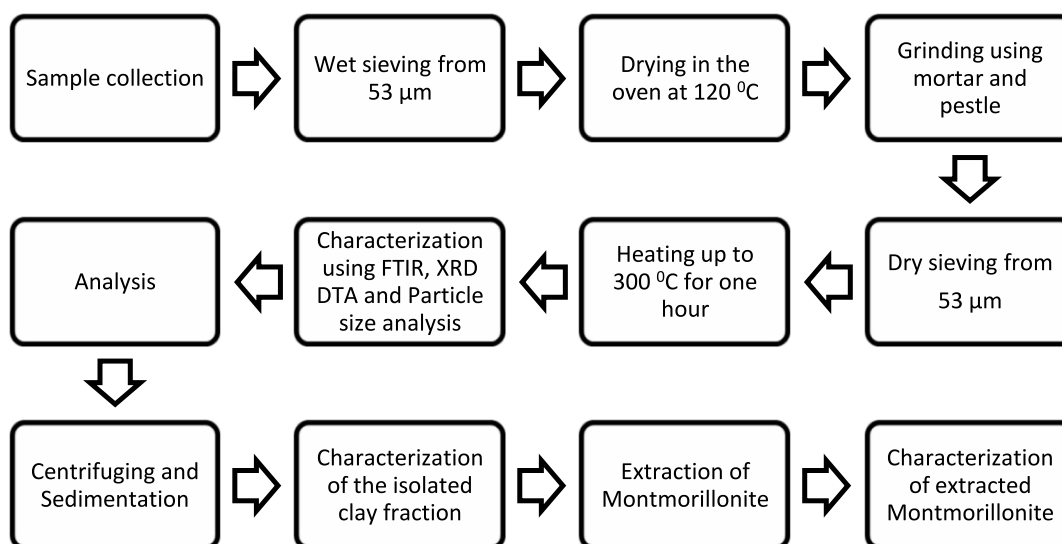 Sample collection
Wet sieving from
53 µm
Drying in the
oven at 120 ⁰C
Grinding using
mortar and
pestle
Dry sieving from
53 µm
Heating up to
300 ⁰C for one
hour
Characterization
using FTIR, XRD
DTA and Particle
size analysis
Analysis
Centrifuging and
Sedimentation
Characterization
of the isolated
clay fraction
Extraction of
Montmorillonite
Characterization
of extracted
Montmorillonite